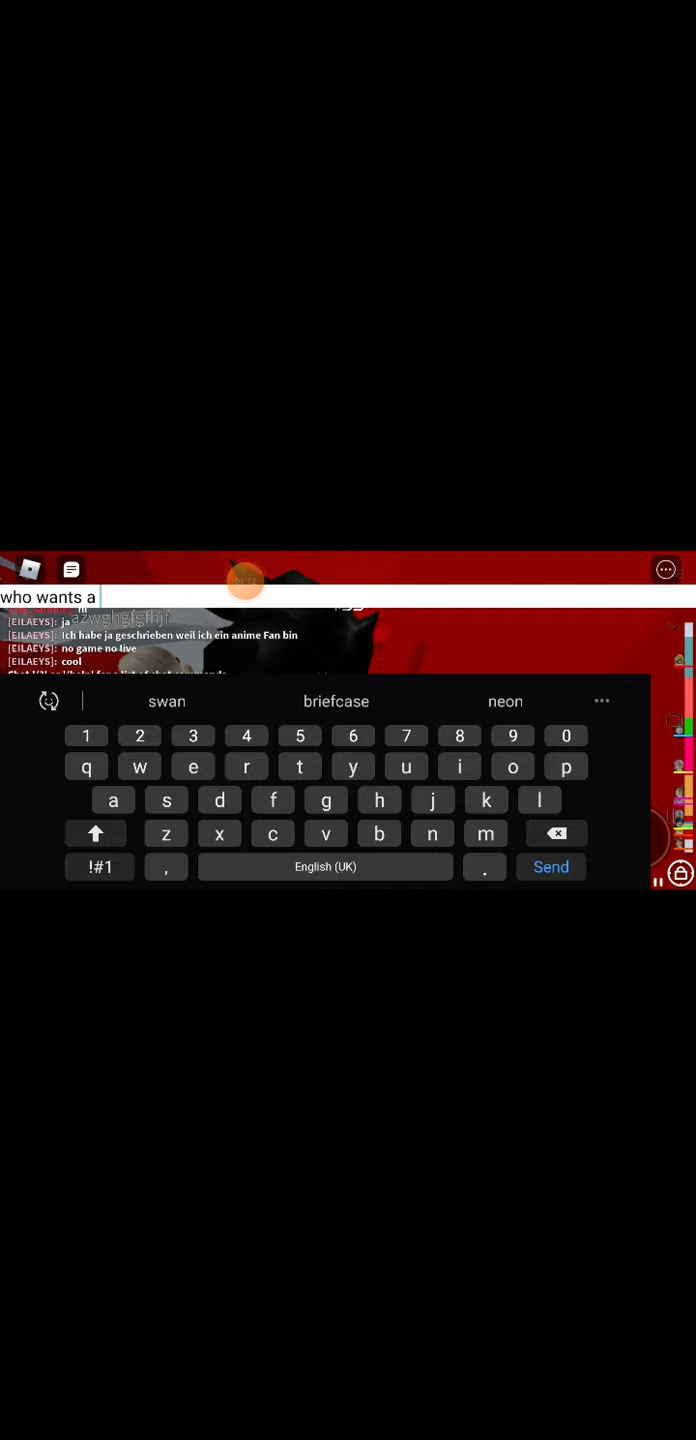 who wants a
azwghgfgfhjf
[EILAEYS]: ja
[EILAEYS]: Ich habe ja geschrieben weil ich ein anime Fan bin
[EILAEYS]: no game no live
[EILAEYS]: cool
swan briefcase neon
1 2 3 4 5 6 7 8 9 0
q w e r t y u i o p
a s d f g h j k l
z x c v b n m
!#1 , English (UK) . Send